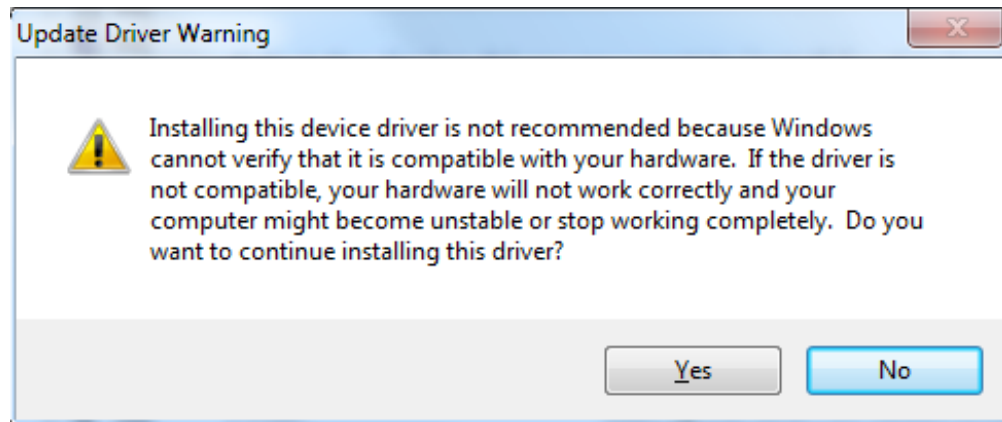 Update Driver Warning
Installing this device driver is not recommended because Windows
cannot verify that it is compatible with your hardware.  If the driver is
not compatible, your hardware will not work correctly and your
computer might become unstable or stop working completely.  Do you
want to continue installing this driver?
Yes
No